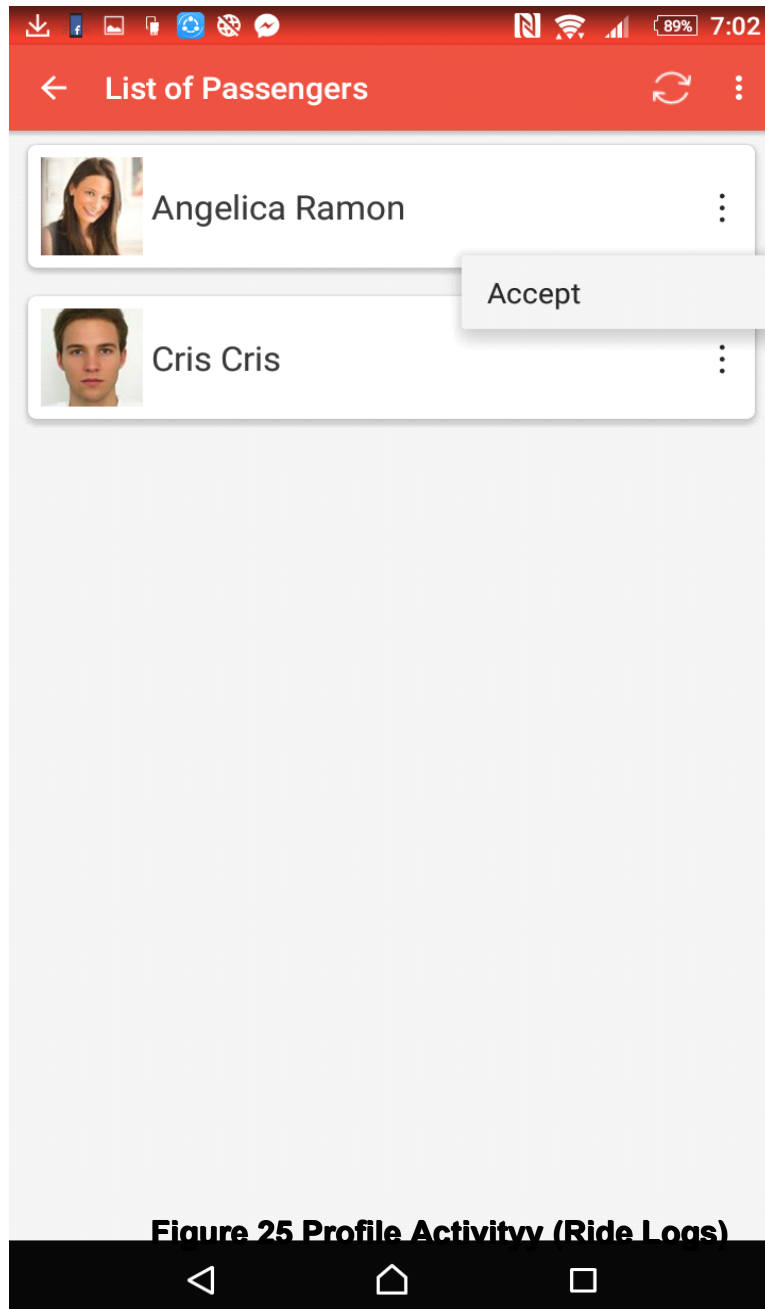 89% 7:02
List of Passengers
Angelica Ramon
Accept
Cris Cris
Figure 25 Profile Activityy (Ride Logs)